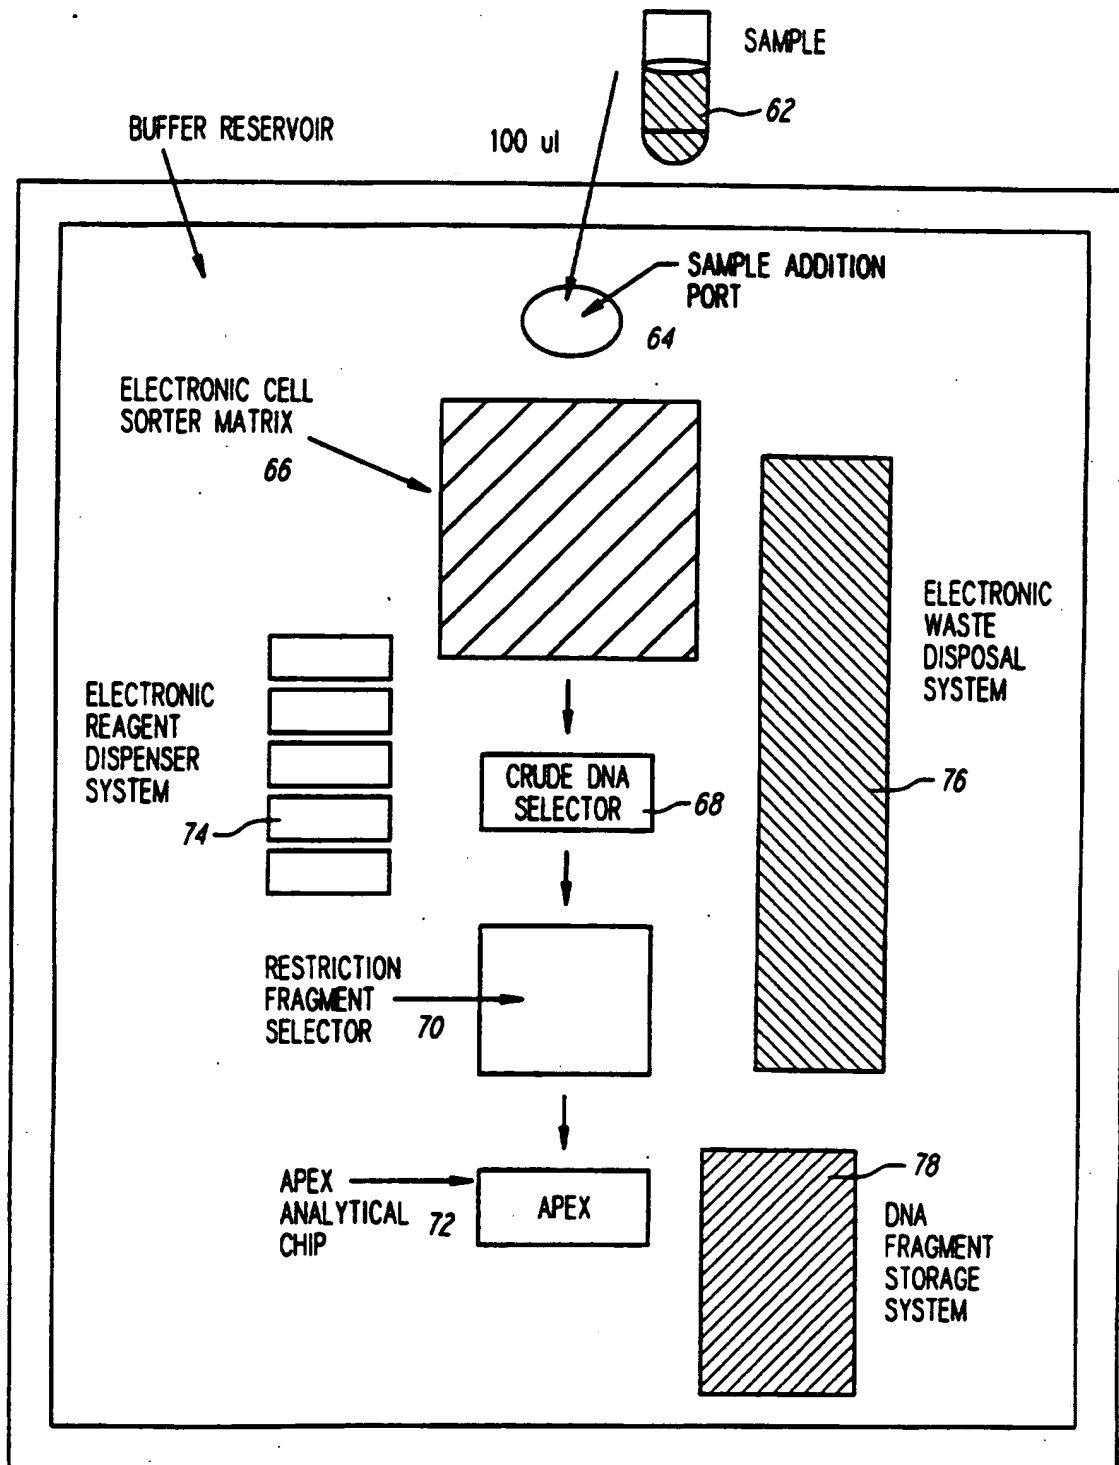 SAMPLE
62
BUFFER RESERVOIR
100 ul
SAMPLE ADDITION
PORT
64
ELECTRONIC CELL
SORTER MATRIX
66
ELECTRONIC
WASTE
DISPOSAL
SYSTEM
76
ELECTRONIC
REAGENT
DISPENSER
SYSTEM
74
CRUDE DNA
SELECTOR
68
RESTRICTION
FRAGMENT
SELECTOR
70
APEX
ANALYTICAL
CHIP
72
APEX
78
DNA
FRAGMENT
STORAGE
SYSTEM